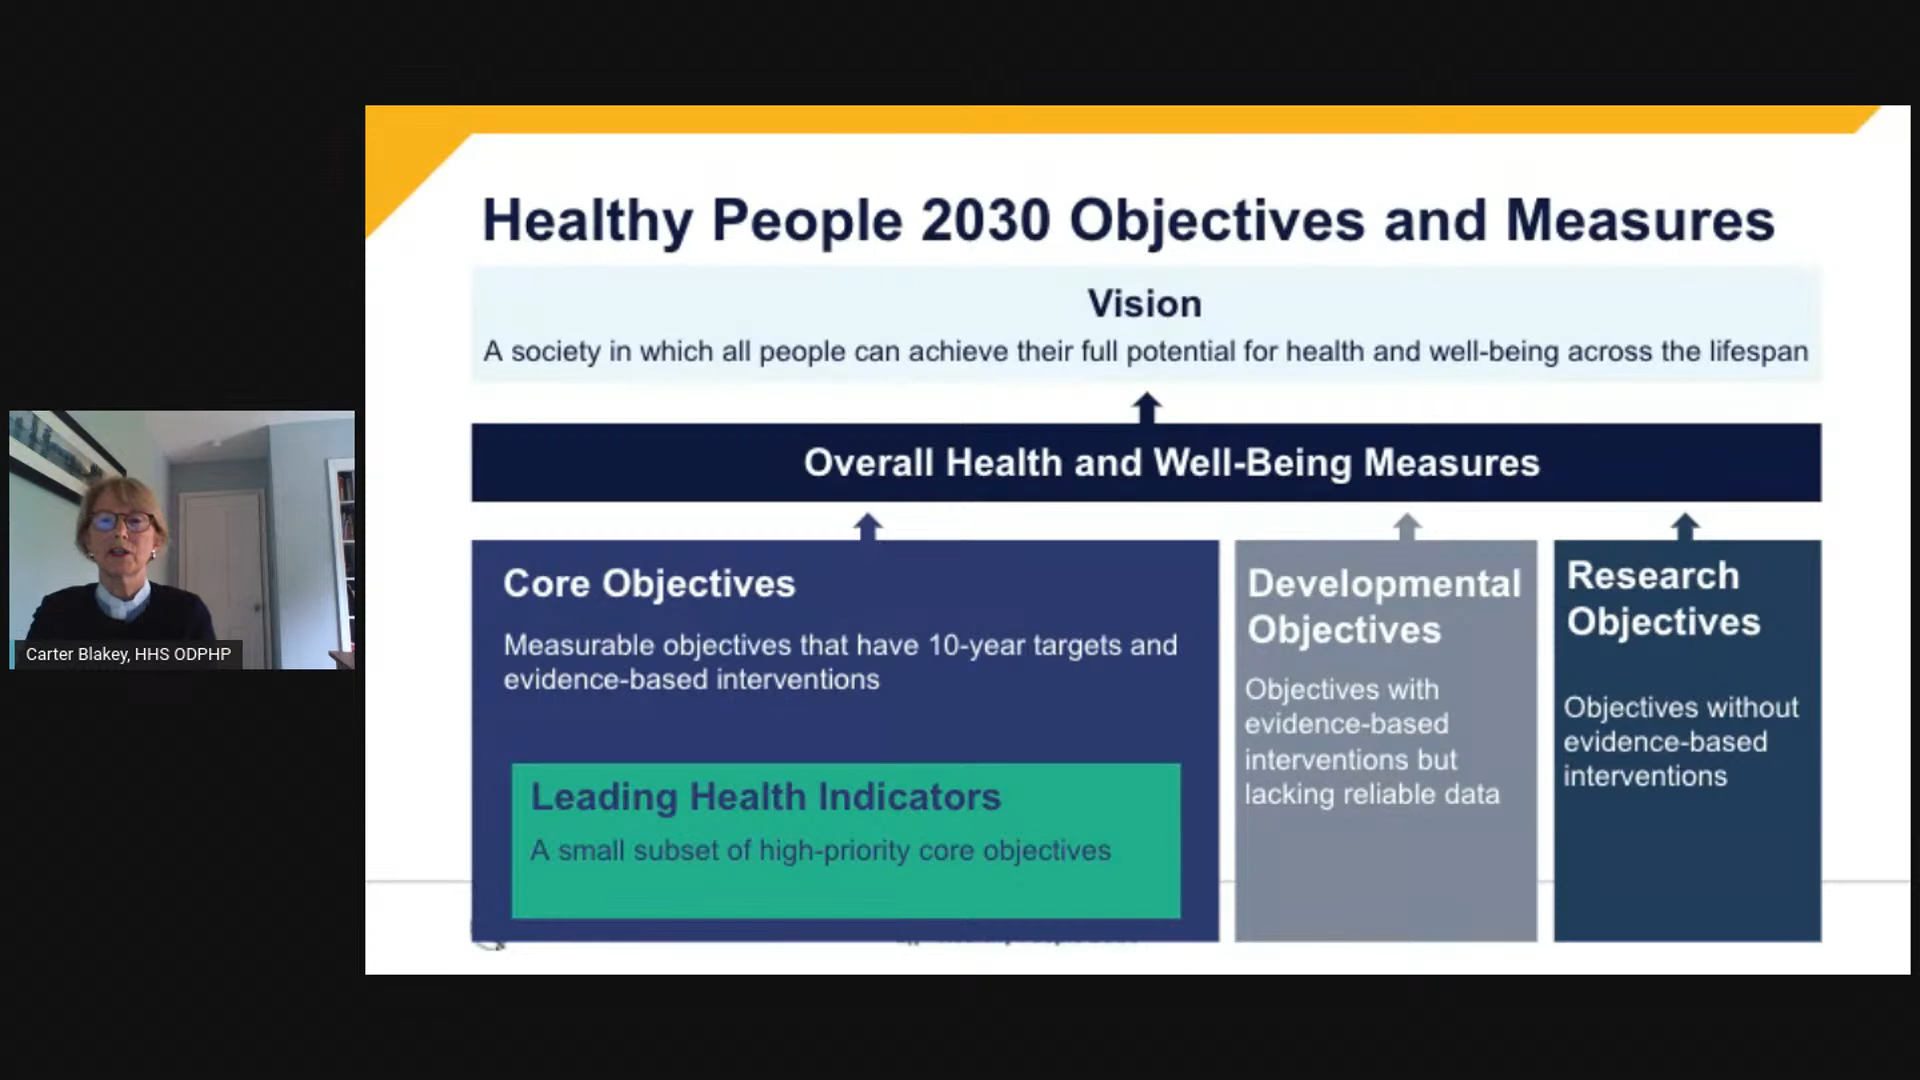 Healthy People 2030 Objectives and Measures
Vision
A society in which all people can achieve their full potential for health and well-being across the lifespan
Overall Health and Well-Being Measures
Core Objectives
Measurable objectives that have 10-year targets and
evidence-based interventions
Leading Health Indicators
A small subset of high-priority core objectives
Developmental
Objectives
Objectives with
evidence-based
interventions but
lacking reliable data
Research
Objectives
Objectives without
evidence-based
interventions
Carter Blakey, HHS ODPHP